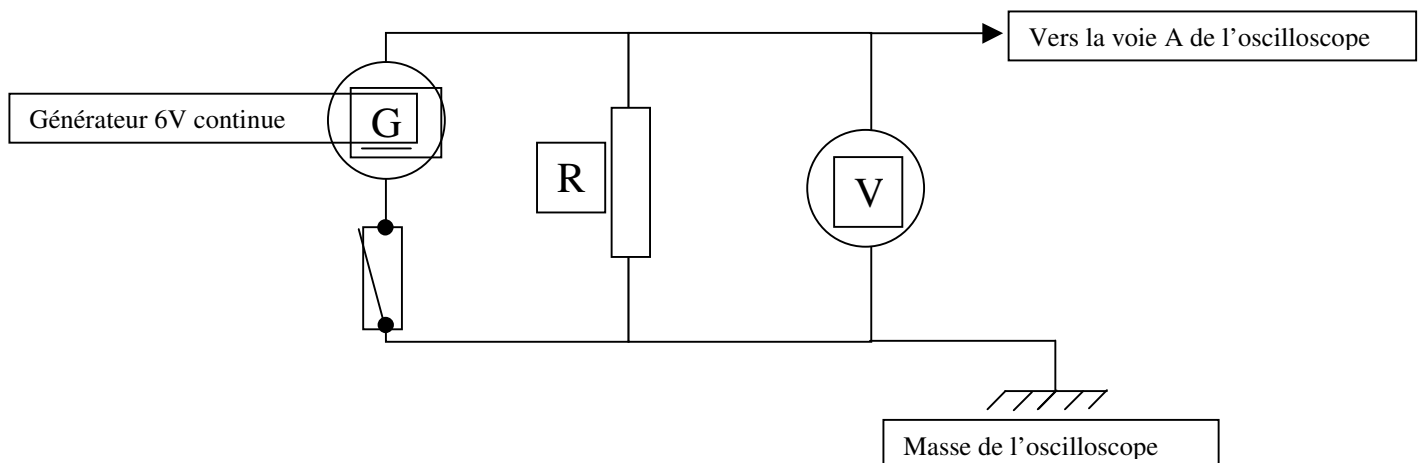 Vers la voie A de l'oscilloscope
Générateur 6V continue
G
R
V
Masse de l'oscilloscope